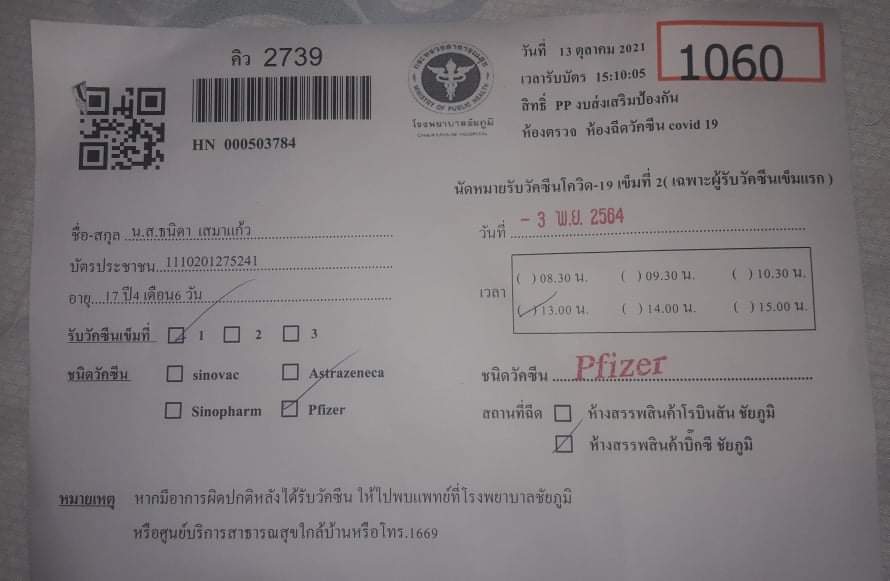 คิว 2739
กระทรวงสาธารณสุข
MINISTRY OF PUBLIC HEALTH
โรงพยาบาลชัยภูมิ
CHAIYAPHUM HOSPITAL
วันที่ 13 ตุลาคม 2021
เวลารับบัตร 15:10:05
สิทธิ์ PP งบส่งเสริมป้องกัน
ห้องตรวจ ห้องฉีดวัคซีน covid 19
1060
HN 000503784
นัดหมายรับวัคซีนโควิด-19 เข็มที่ 2( เฉพาะผู้รับวัคซีนเข็มแรก )
ชื่อ-สกุล น.ส.ธนิดา เสมาแก้ว
บัตรประชาชน 1110201275241
อายุ 17 ปี4 เดือน6 วัน
รับวัคซีนเข็มที่ 1 2 3
ชนิดวัคซีน sinovac Astrazeneca
Sinopharm Pfizer
วันที่ - 3 พ.ย. 2564
เวลา
( ) 08.30 น. ( ) 09.30 น. ( ) 10.30 น.
( ) 13.00 น. ( ) 14.00 น. ( ) 15.00 น.
ชนิดวัคซีน Pfizer
สถานที่ฉีด ห้างสรรพสินค้าโรบินสัน ชัยภูมิ
ห้างสรรพสินค้าบิ๊กซี ชัยภูมิ
หมายเหตุ หากมีอาการผิดปกติหลังได้รับวัคซีน ให้ไปพบแพทย์ที่โรงพยาบาลชัยภูมิ
หรือศูนย์บริการสาธารณสุขใกล้บ้านหรือโทร.1669